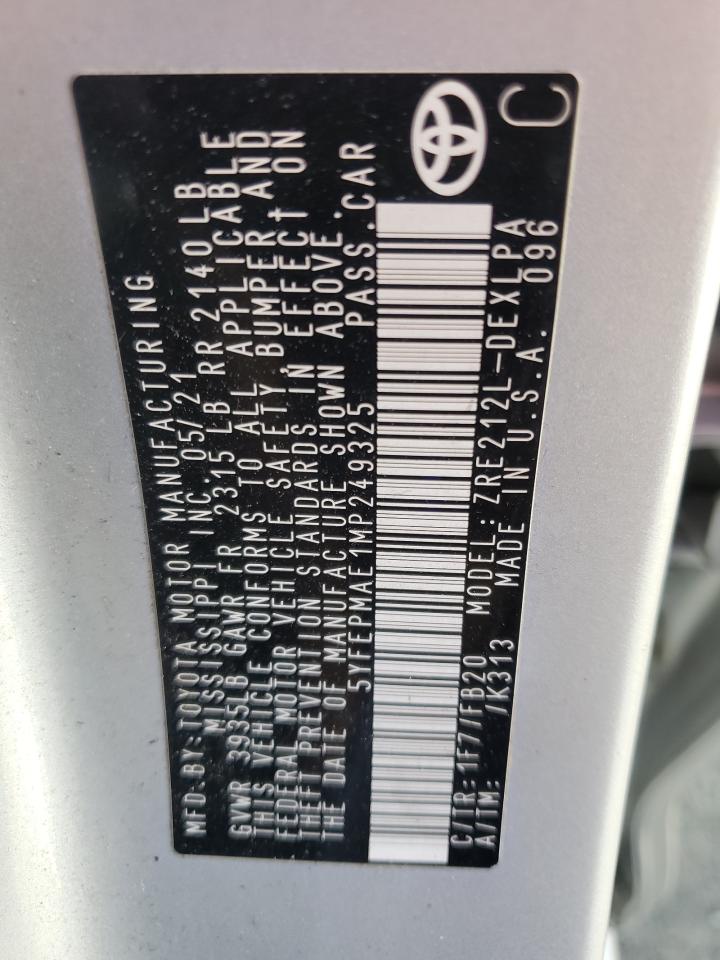 MFD.BY:TOYOTA MOTOR MANUFACTURING
MISSISSIPPI INC. 05/21
GVWR 3935LB GAWR FR 2315 LB RR 2140 LB
THIS VEHICLE CONFORMS TO ALL APPLICABLE
FEDERAL MOTOR VEHICLE SAFETY BUMPER AND
THEFT PREVENTION STANDARDS IN EFFECT ON
THE DATE OF MANUFACTURE SHOWN ABOVE.
5YFEPMAE1MP249325 PASS.CAR
C/TR: 1F7/FB20 MODEL: ZRE212L-DEXLPA
A/TM: /K313 MADE IN U.S.A. 096
C